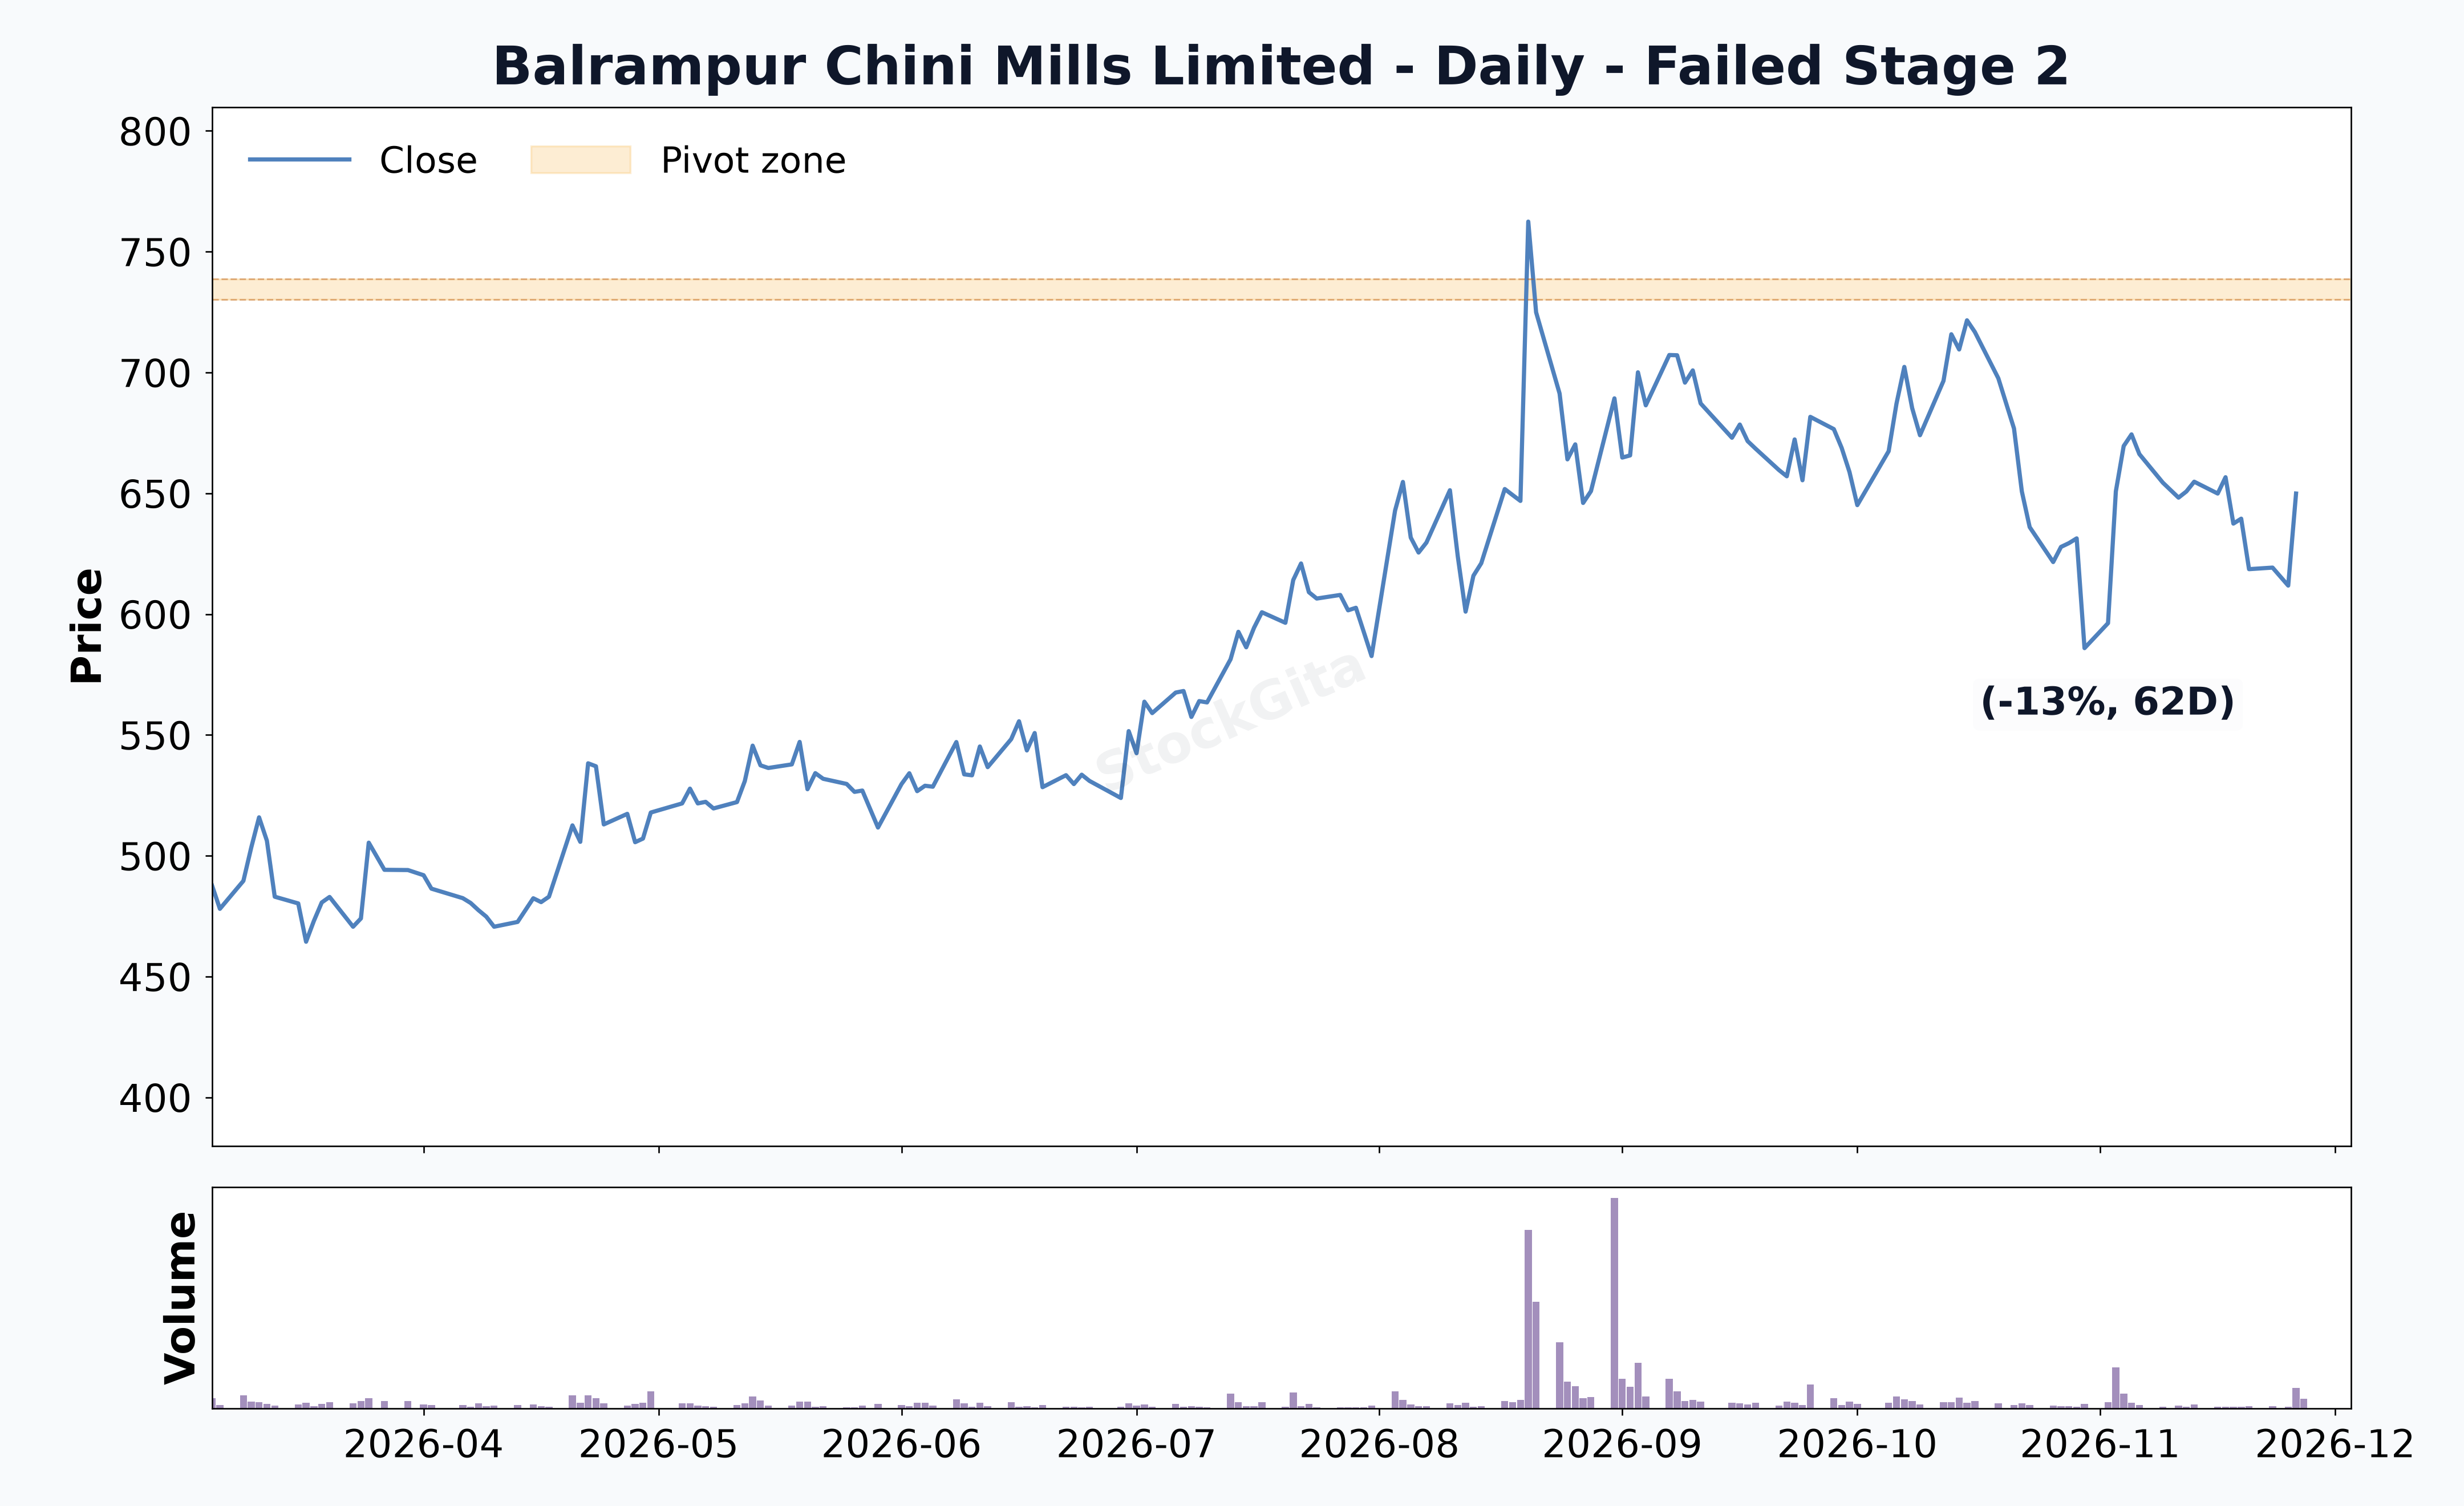 Balrampur Chini Mills Limited - Daily - Failed Stage 2
Close
Pivot zone
Price
800
750
700
650
600
550
500
450
400
StockGita
(-13%, 62D)
Volume
2026-04
2026-05
2026-06
2026-07
2026-08
2026-09
2026-10
2026-11
2026-12